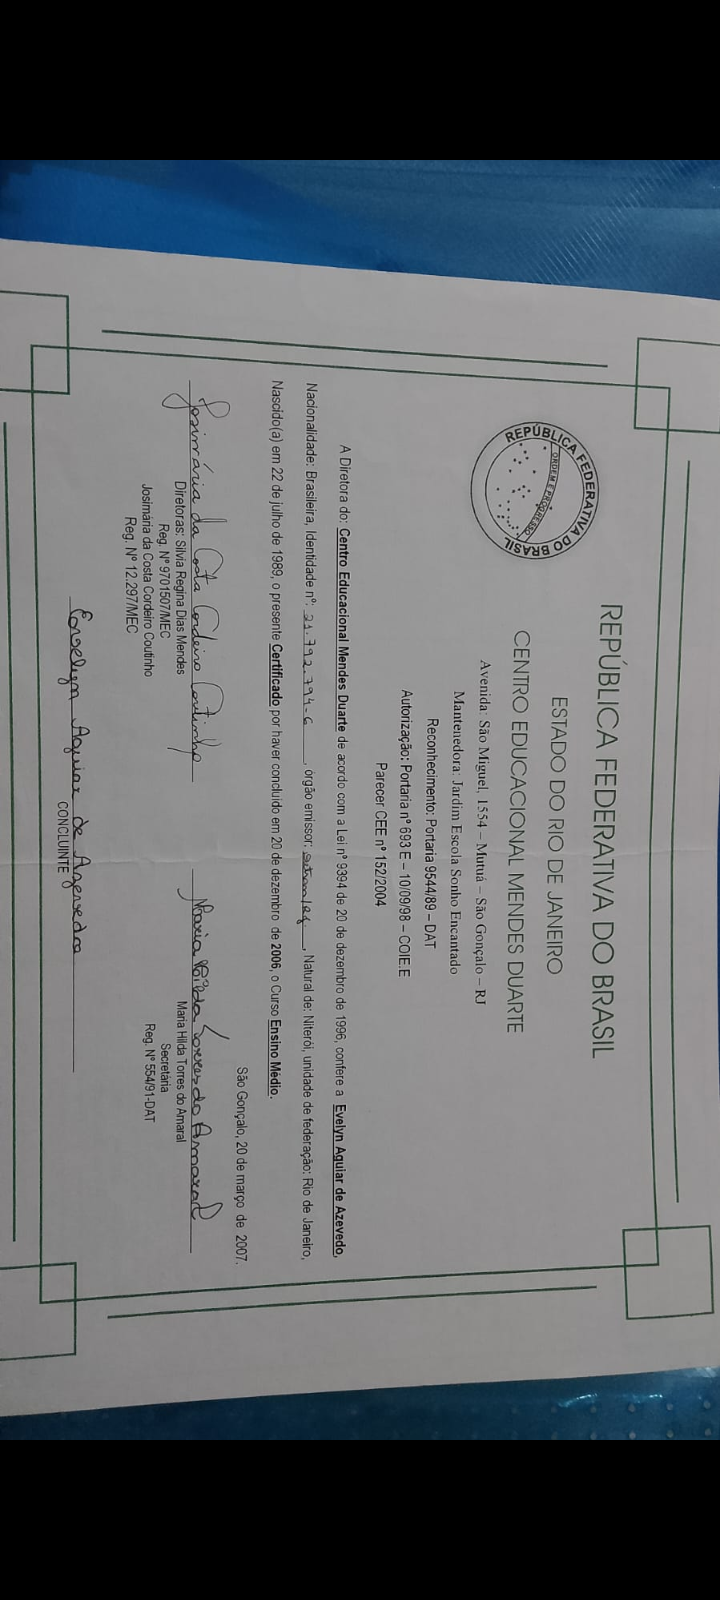 REPÚBLICA FEDERATIVA DO BRASIL
ORDEM E PROGRESSO
REPÚBLICA FEDERATIVA DO BRASIL
ESTADO DO RIO DE JANEIRO
CENTRO EDUCACIONAL MENDES DUARTE
Avenida: São Miguel, 1554 – Mutuá – São Gonçalo – RJ
Mantenedora: Jardim Escola Sonho Encantado
Reconhecimento: Portaria 9544/89 – DAT
Autorização: Portaria nº 693 E – 10/09/98 – COIE.E
Parecer CEE nº 152/2004
A Diretora do: Centro Educacional Mendes Duarte de acordo com a Lei nº 9394 de 20 de dezembro de 1996, confere a Evelyn Aguiar de Azevedo,
Nacionalidade: Brasileira, Identidade nº: 21.792.794-6, órgão emissor: , Natural de: Niterói, unidade de federação: Rio de Janeiro,
Nascido(a) em 22 de julho de 1989, o presente Certificado por haver concluído em 20 de dezembro de 2006, o Curso Ensino Médio.
São Gonçalo, 20 de março de 2007.
Josimária da Costa Cordeiro Coutinho
Maria Hilda Torres do Amaral
Diretoras: Silvia Regina Dias Mendes
Reg. Nº 9701507/MEC
Josimária da Costa Cordeiro Coutinho
Reg. Nº 12.297/MEC
Maria Hilda Torres do Amaral
Secretária
Reg. Nº 554/91-DAT
Evelyn Aguiar de Azevedo
CONCLUINTE